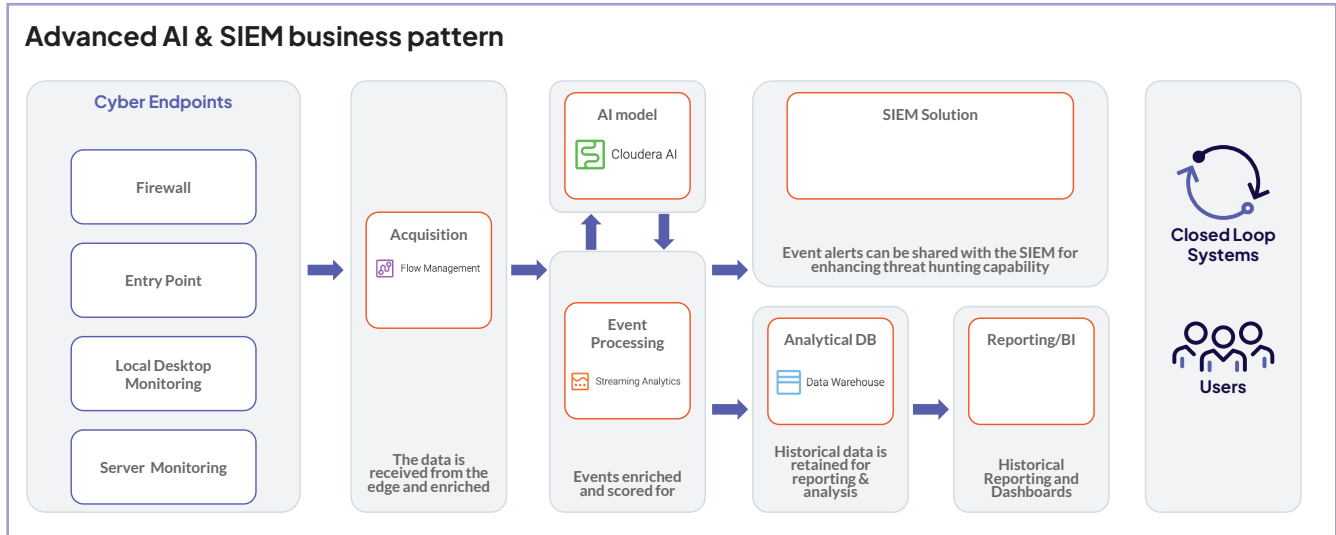 Advanced AI & SIEM business pattern
Cyber Endpoints
Firewall
Entry Point
Local Desktop
Monitoring
Server Monitoring
Acquisition
Flow Management
The data is
received from the
edge and enriched
AI model
Cloudera AI
Event
Processing
Streaming Analytics
Events enriched
and scored for
SIEM Solution
Event alerts can be shared with the SIEM for
enhancing threat hunting capability
Analytical DB
Data Warehouse
Historical data is
retained for
reporting &
analysis
Reporting/BI
Historical
Reporting and
Dashboards
Closed Loop
Systems
Users